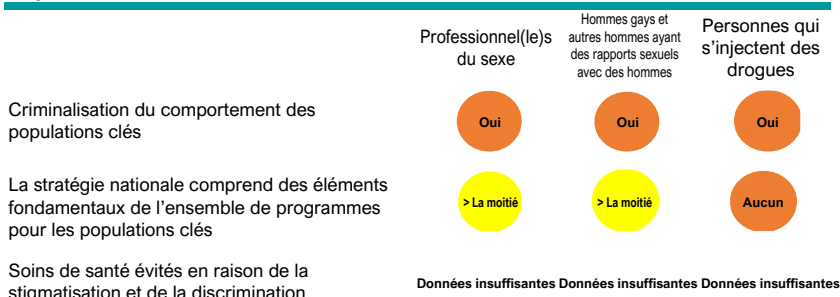 Professionnel(le)s
du sexe
Hommes gays et
autres hommes ayant
des rapports sexuels
avec des hommes
Personnes qui
s'injectent des
drogues
Criminalisation du comportement des
populations clés
Oui
Oui
Oui
La stratégie nationale comprend des éléments
fondamentaux de l'ensemble de programmes
pour les populations clés
> La moitié
> La moitié
Aucun
Soins de santé évités en raison de la
stigmatisation et de la discrimination
Données insuffisantes Données insuffisantes Données insuffisantes